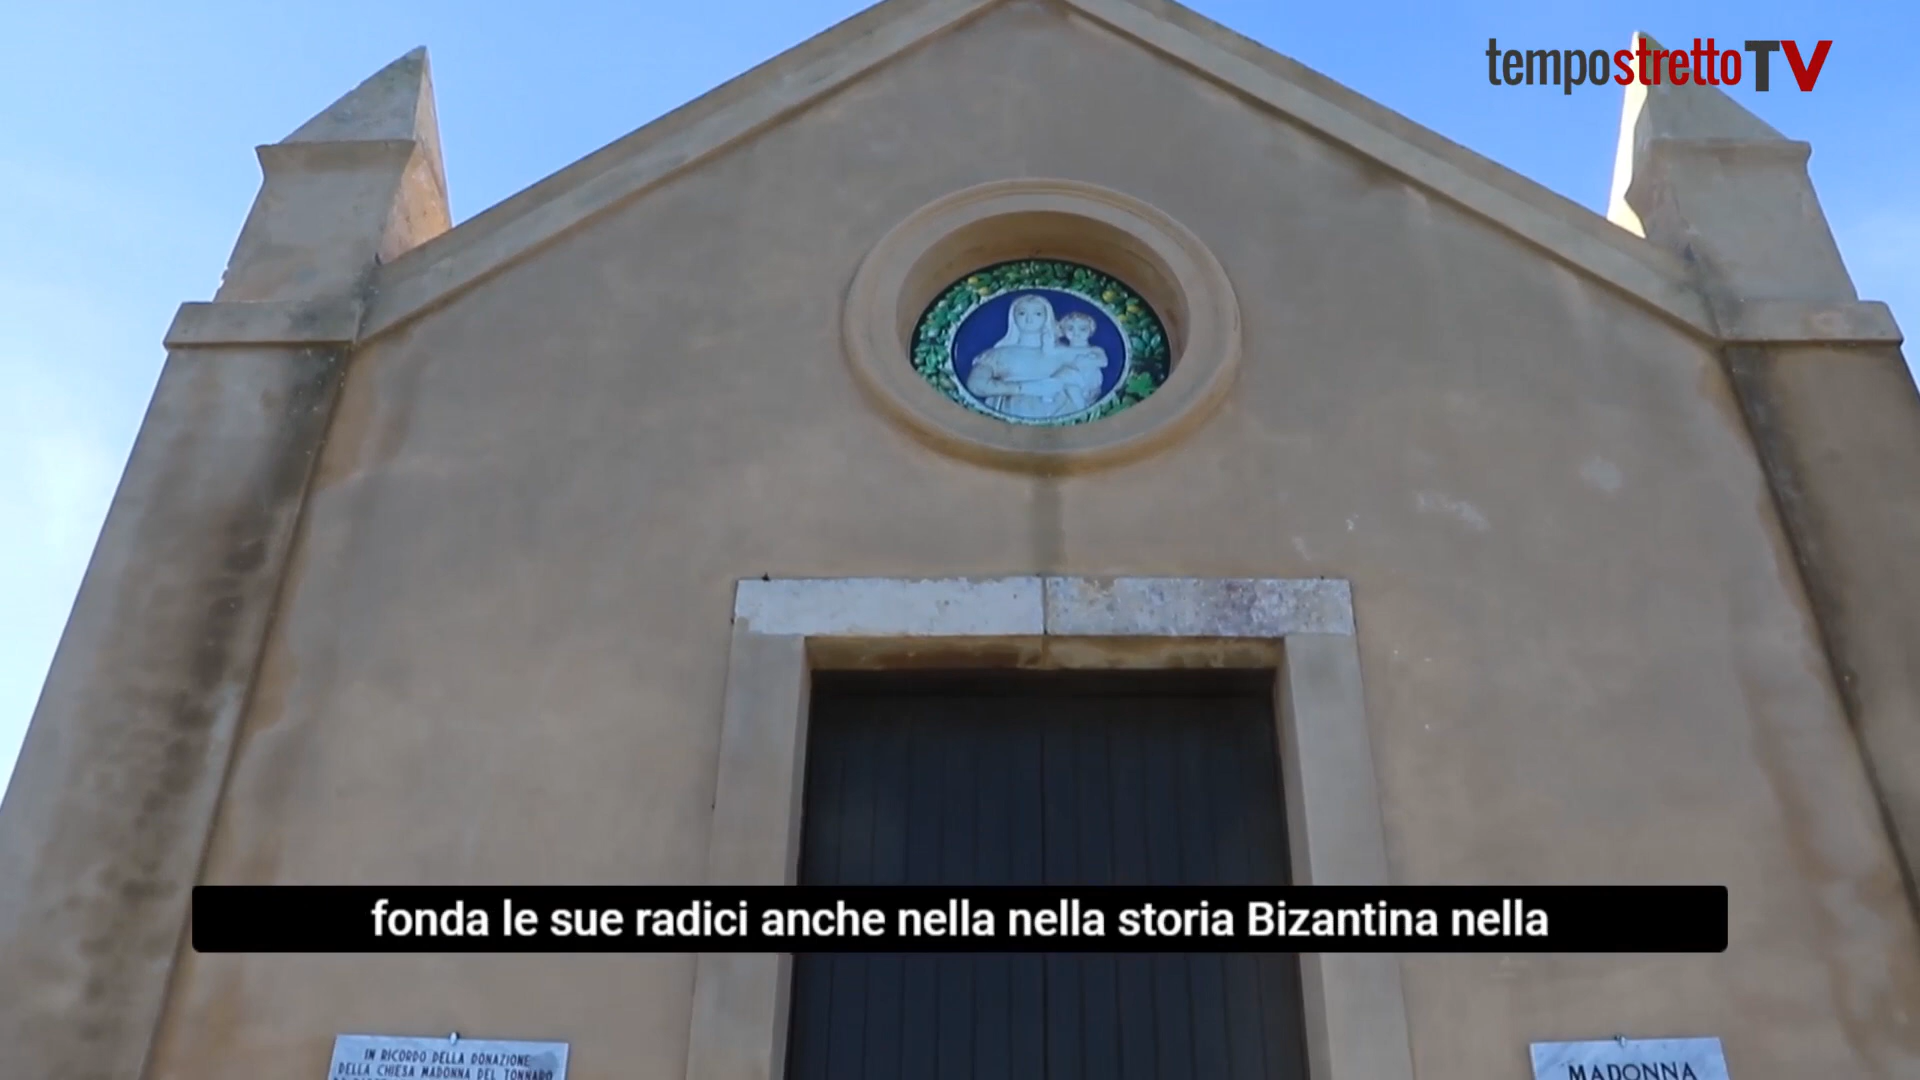 tempostrettoTV
fonda le sue radici anche nella nella storia Bizantina nella
IN RICORDO DELLA DONAZIONE
DELLA CHIESA MADONNA DEL TONNARO
MADONNA